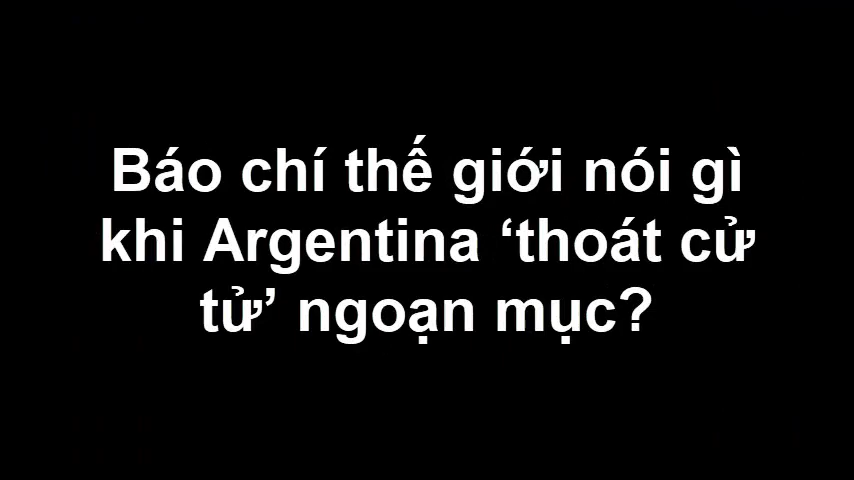 Báo chí thế giới nói gì
khi Argentina ‘thoát cử
tử’ ngoạn mục?